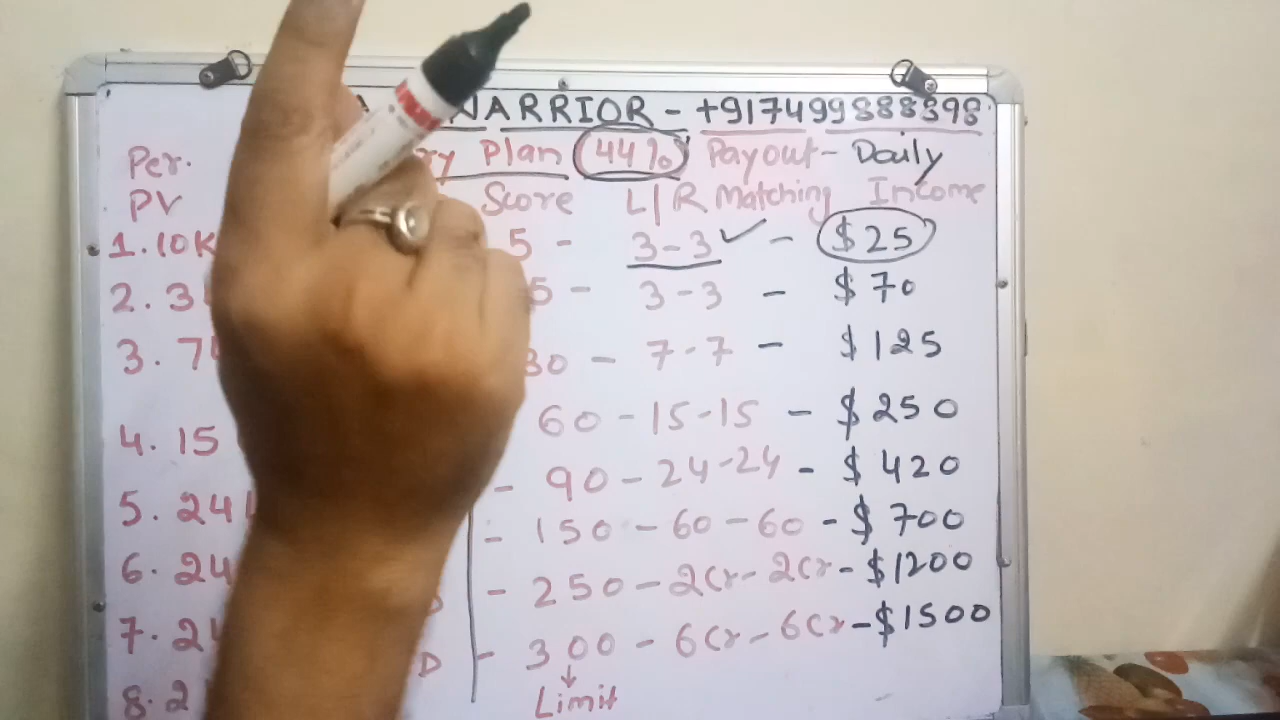 WARRIOR - +917499888398
Per. Plan 44% Payout - Daily
PV Score L/R Matching Income
1. 10K 5 - 3-3 ✓ - $25
2. 3 5 - 3-3 - $70
3. 7 30 - 7-7 - $125
4. 15 60 - 15-15 - $250
5. 24 - 90 - 24-24 - $420
6. 24 - 150 - 60-60 - $700
7. 2 - 250 - 2Cr - 2Cr - $1200
8. 2 D - 300 - 6Cr - 6Cr - $1500
Limit